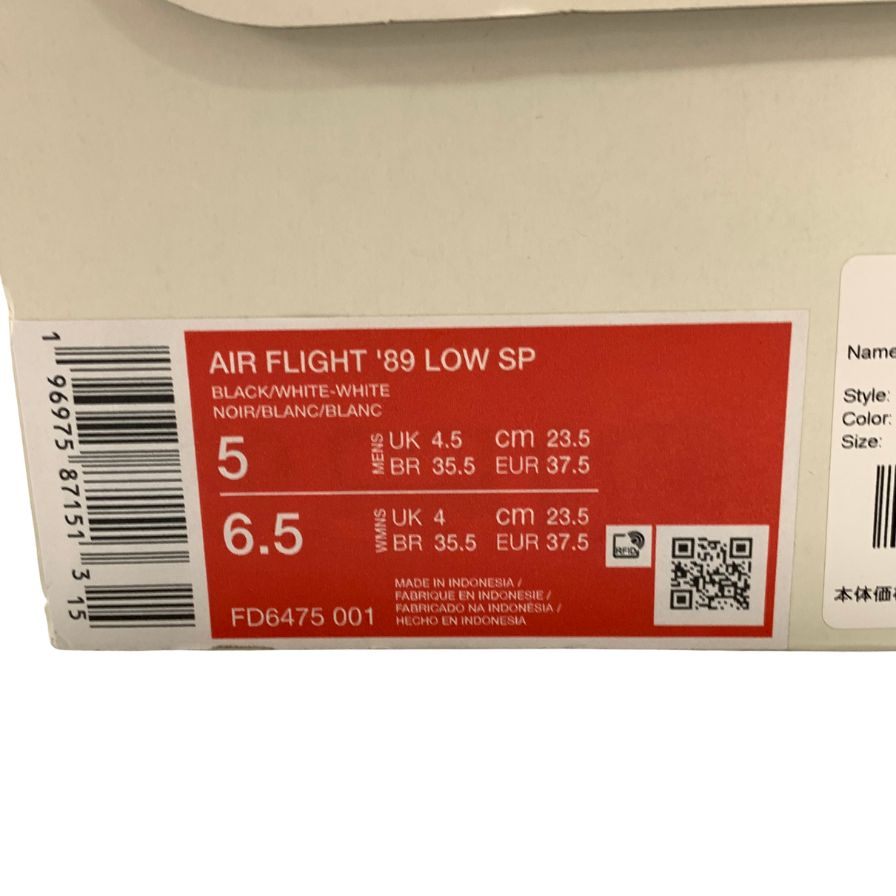 1 96975 87151 3 15
AIR FLIGHT '89 LOW SP
BLACK/WHITE-WHITE
NOIR/BLANC/BLANC
5 MENS UK 4.5 cm 23.5
BR 35.5 EUR 37.5
6.5 WMNS UK 4 cm 23.5
BR 35.5 EUR 37.5
RFID
MADE IN INDONESIA /
FABRIQUE EN INDONESIE /
FABRICADO NA INDONÉSIA /
HECHO EN INDONESIA
FD6475 001
Name
Style:
Color:
Size:
本体価